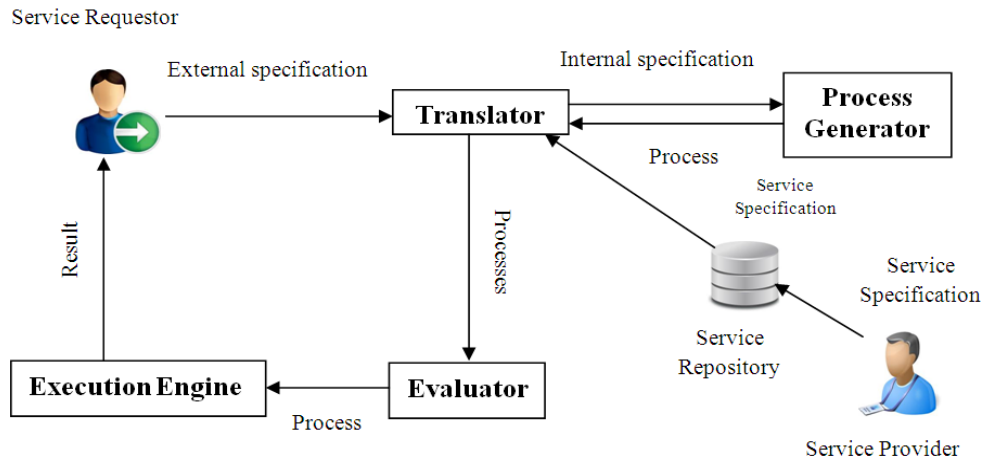 Service Requestor
External specification
Internal specification
Translator
Process
Generator
Process
Service
Specification
Processes
Result
Service
Specification
Service
Repository
Execution Engine
Evaluator
Process
Service Provider